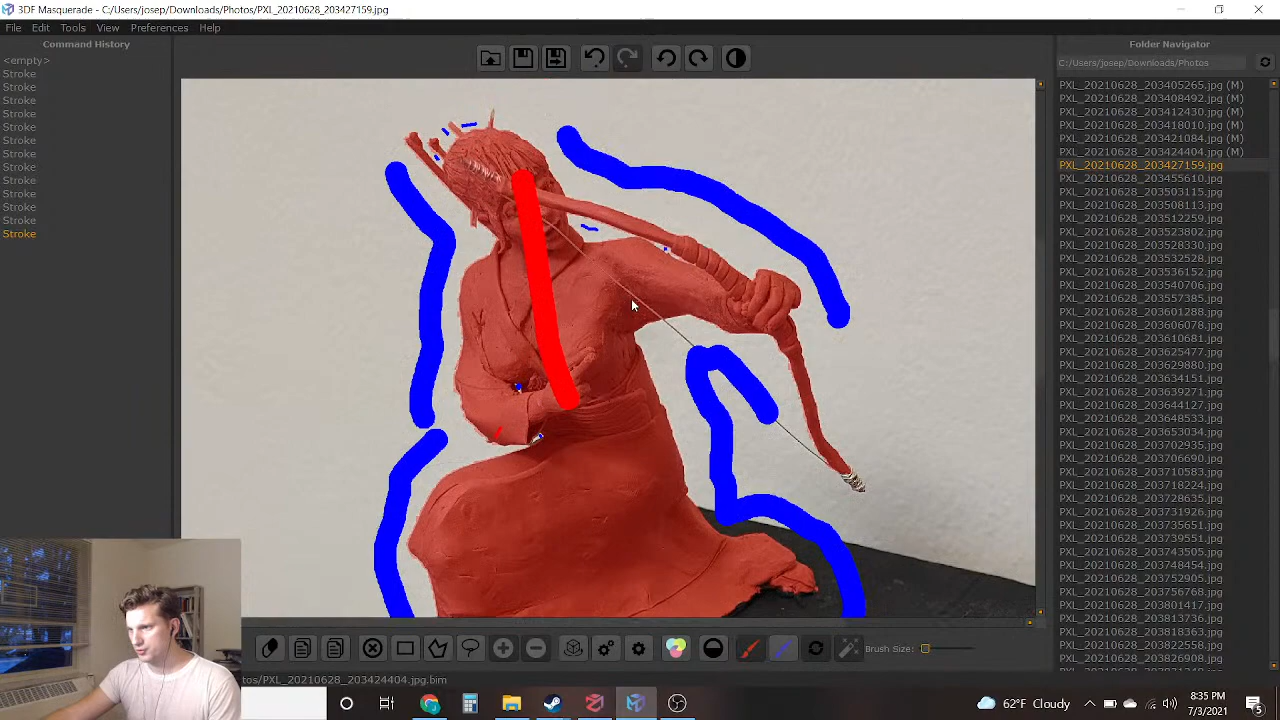 3DF Masquerade - C:/Users/josep/Downloads/Photos/PXL_20210628_203427159.jpg
File Edit Tools View Preferences Help
Command History
<empty>
Stroke
Stroke
Stroke
Stroke
Stroke
Stroke
Stroke
Stroke
Stroke
Stroke
Stroke
Stroke
Stroke
Folder Navigator
C:/Users/josep/Downloads/Photos
PXL_20210628_203405265.jpg (M)
PXL_20210628_203408492.jpg (M)
PXL_20210628_203412430.jpg (M)
PXL_20210628_203418010.jpg (M)
PXL_20210628_203421084.jpg (M)
PXL_20210628_203424404.jpg (M)
PXL_20210628_203427159.jpg
PXL_20210628_203455610.jpg
PXL_20210628_203503115.jpg
PXL_20210628_203508113.jpg
PXL_20210628_203512259.jpg
PXL_20210628_203523802.jpg
PXL_20210628_203528330.jpg
PXL_20210628_203532528.jpg
PXL_20210628_203536152.jpg
PXL_20210628_203540706.jpg
PXL_20210628_203557385.jpg
PXL_20210628_203601288.jpg
PXL_20210628_203606078.jpg
PXL_20210628_203610681.jpg
PXL_20210628_203625477.jpg
PXL_20210628_203629880.jpg
PXL_20210628_203634151.jpg
PXL_20210628_203639271.jpg
PXL_20210628_203644127.jpg
PXL_20210628_203648533.jpg
PXL_20210628_203653034.jpg
PXL_20210628_203702935.jpg
PXL_20210628_203706690.jpg
PXL_20210628_203710583.jpg
PXL_20210628_203718224.jpg
PXL_20210628_203728635.jpg
PXL_20210628_203731926.jpg
PXL_20210628_203735651.jpg
PXL_20210628_203739551.jpg
PXL_20210628_203743505.jpg
PXL_20210628_203748454.jpg
PXL_20210628_203752905.jpg
PXL_20210628_203756768.jpg
PXL_20210628_203801417.jpg
PXL_20210628_203813736.jpg
PXL_20210628_203818363.jpg
PXL_20210628_203822558.jpg
PXL_20210628_203826908.jpg
Brush Size:
tos/PXL_20210628_203424404.jpg.bim
62°F Cloudy
8:35 PM
7/3/2021
5